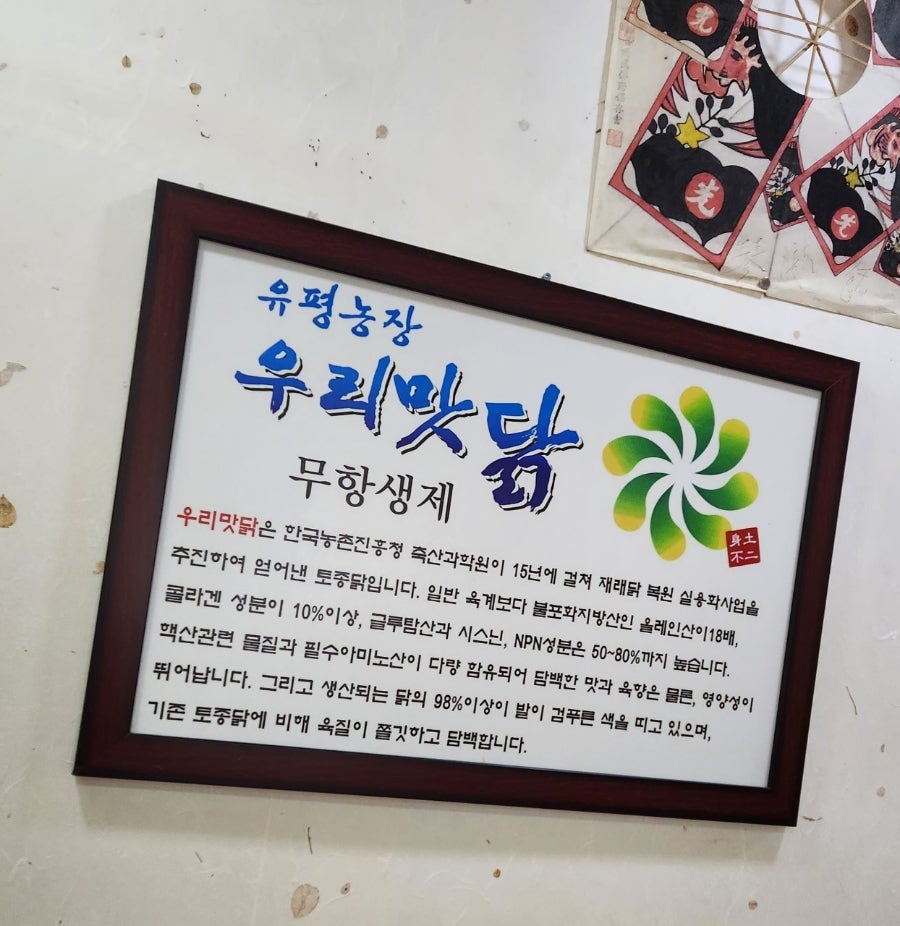 光
光
光
유평농장
우리맛닭
무항생제
身土
不二
우리맛닭은 한국농촌진흥청 축산과학원이 15년에 걸쳐 재래닭 복원 실용화사업을
추진하여 얻어낸 토종닭입니다. 일반 육계보다 불포화지방산인 올레인산이18배,
콜라겐 성분이 10%이상, 글루탐산과 시스닌, NPN성분은 50~80%까지 높습니다.
핵산관련 물질과 필수아미노산이 다량 함유되어 담백한 맛과 육향은 물론, 영양성이
뛰어납니다. 그리고 생산되는 닭의 98%이상이 발이 검푸른 색을 띠고 있으며,
기존 토종닭에 비해 육질이 쫄깃하고 담백합니다.